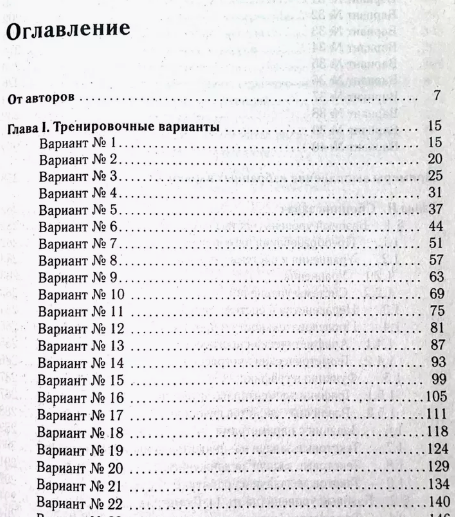 Оглавление
От авторов ........ 7
Глава I. Тренировочные варианты ........ 15
Вариант № 1 ........ 15
Вариант № 2 ........ 20
Вариант № 3 ........ 25
Вариант № 4 ........ 31
Вариант № 5 ........ 37
Вариант № 6 ........ 44
Вариант № 7 ........ 51
Вариант № 8 ........ 57
Вариант № 9 ........ 63
Вариант № 10 ........ 69
Вариант № 11 ........ 75
Вариант № 12 ........ 81
Вариант № 13 ........ 87
Вариант № 14 ........ 93
Вариант № 15 ........ 99
Вариант № 16 ........ 105
Вариант № 17 ........ 111
Вариант № 18 ........ 118
Вариант № 19 ........ 124
Вариант № 20 ........ 129
Вариант № 21 ........ 134
Вариант № 22 ........ 140